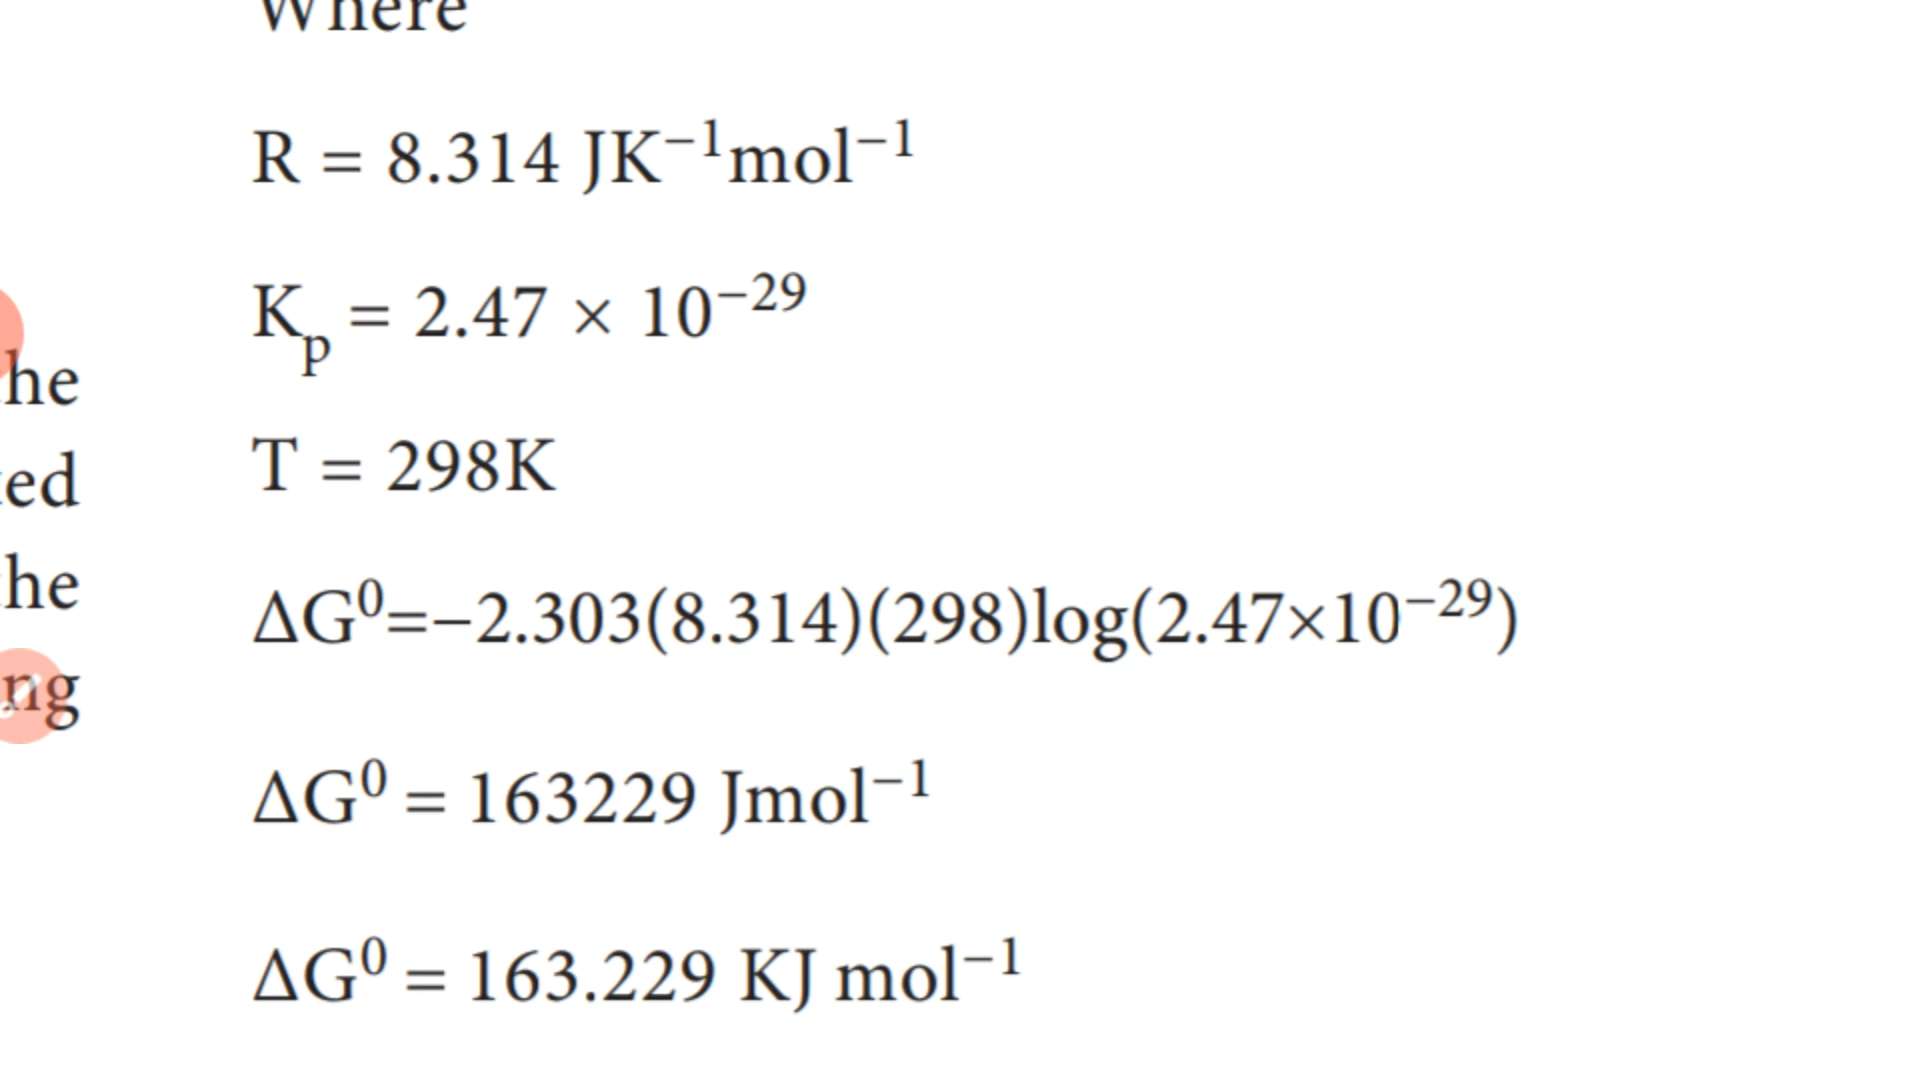 Where
R = 8.314 JK⁻¹mol⁻¹
Kₚ = 2.47 × 10⁻²⁹
he
T = 298K
ed
he
ΔG⁰=−2.303(8.314)(298)log(2.47×10⁻²⁹)
ng
ΔG⁰ = 163229 Jmol⁻¹
ΔG⁰ = 163.229 KJ mol⁻¹